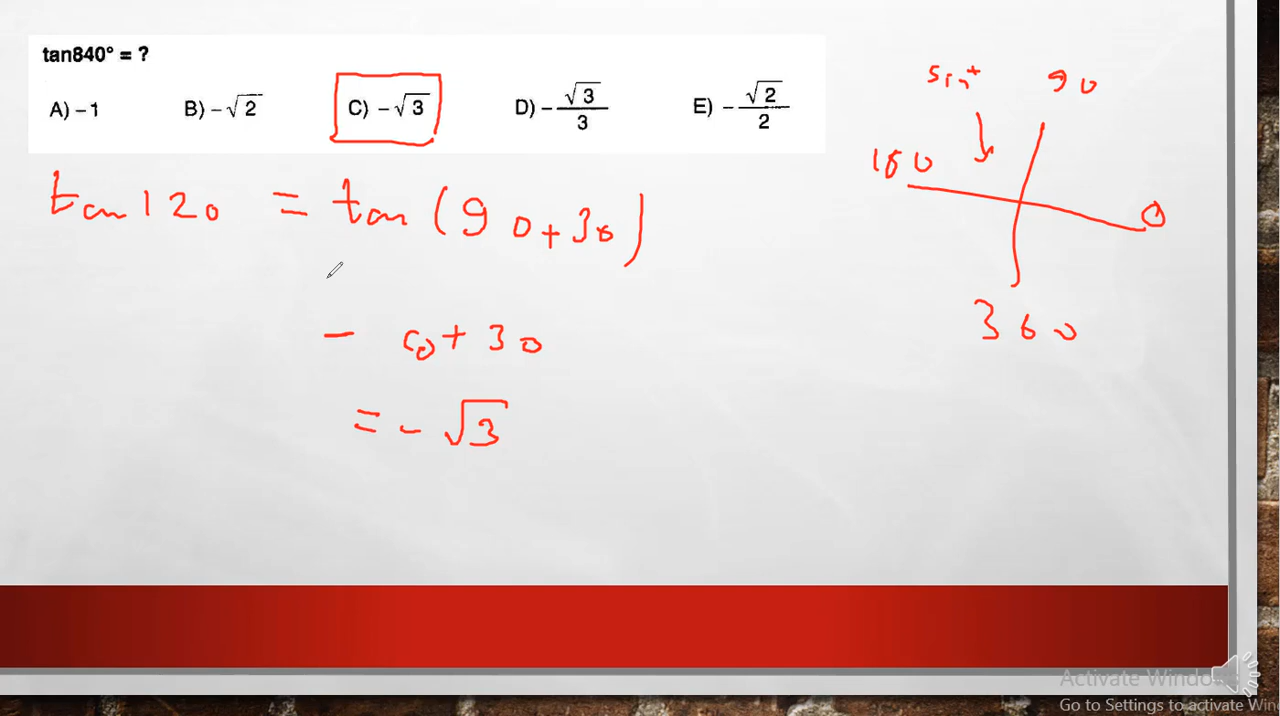 tan840° = ?
A) −1 B) −√2 C) −√3 D) −√3/3 E) −√2/2
tan 120 = tan (90+30)
− cot 30
= −√3
sin+ 90
180
0
360
Activate Windo
Go to Settings to activate Win